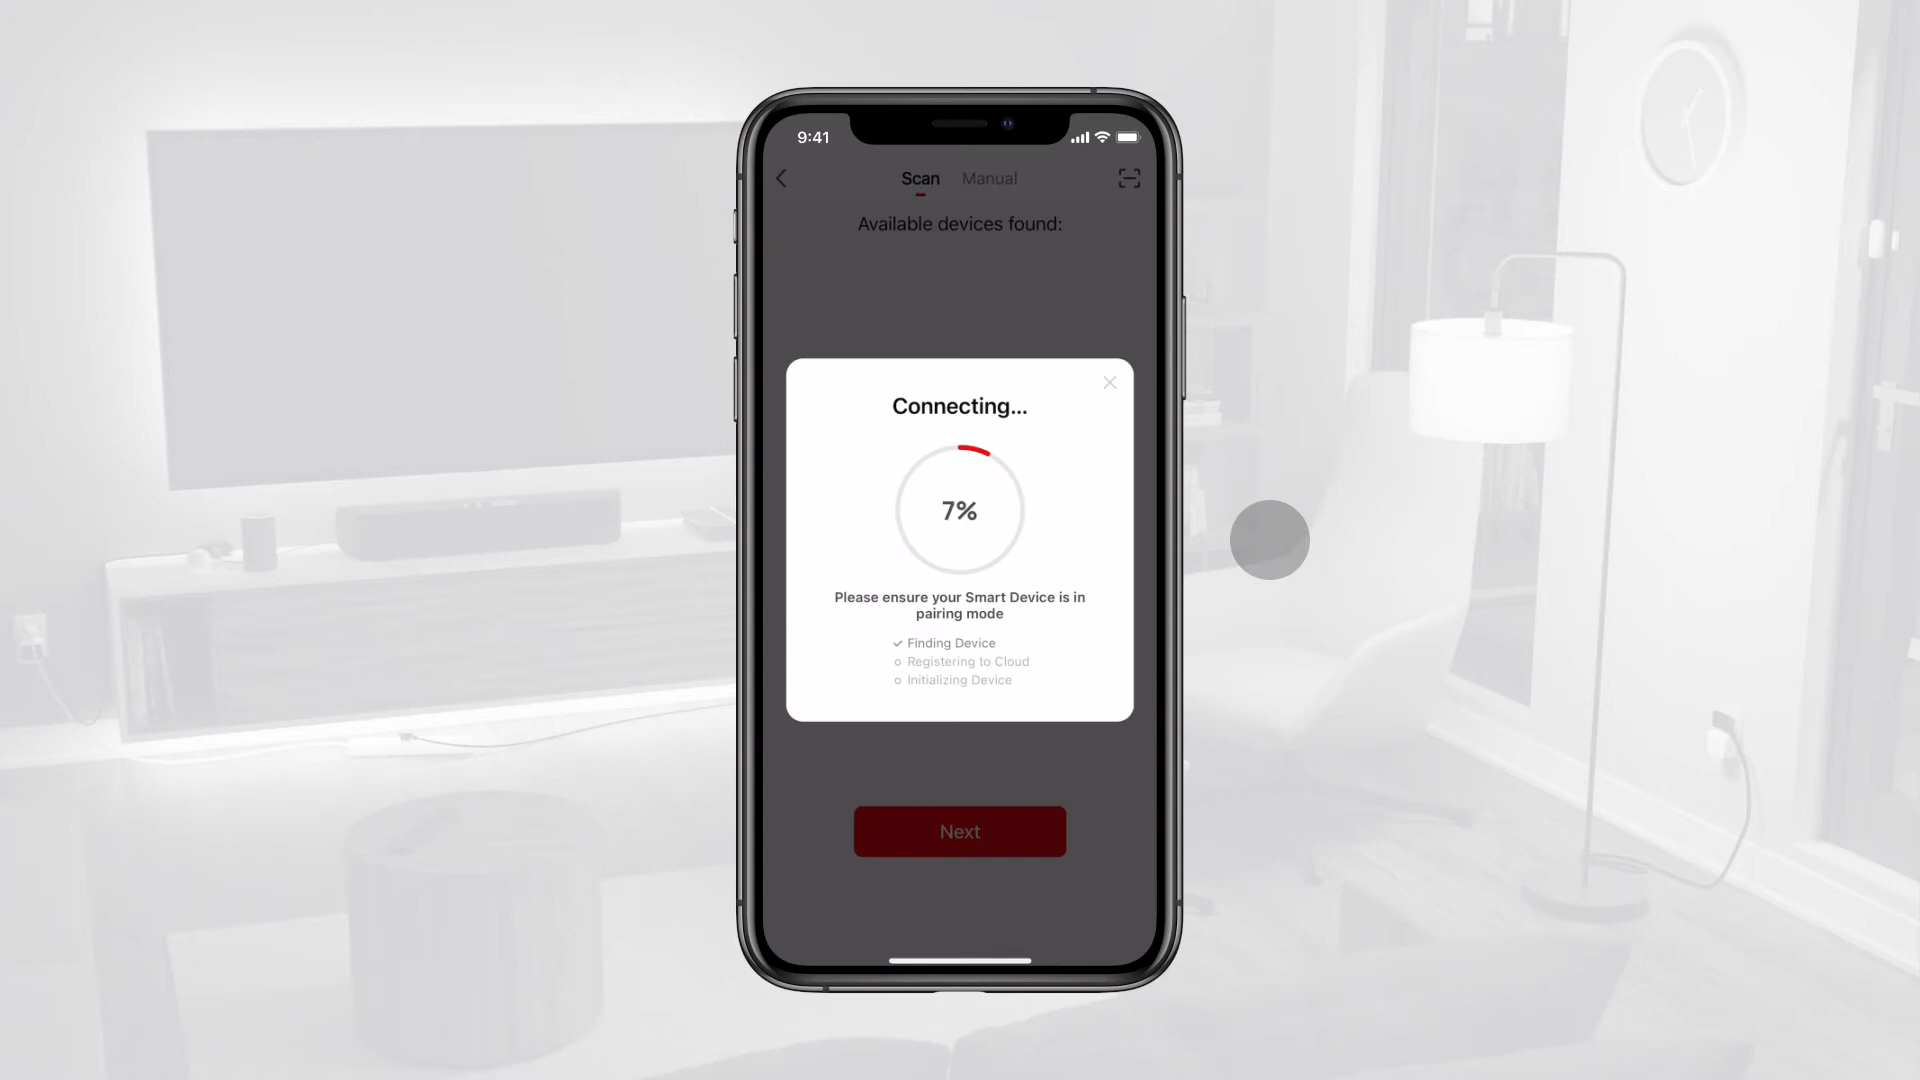 9:41
Scan Manual
Available devices found:
Connecting...
7%
Please ensure your Smart Device is in
pairing mode
Finding Device
Registering to Cloud
Initializing Device
Next